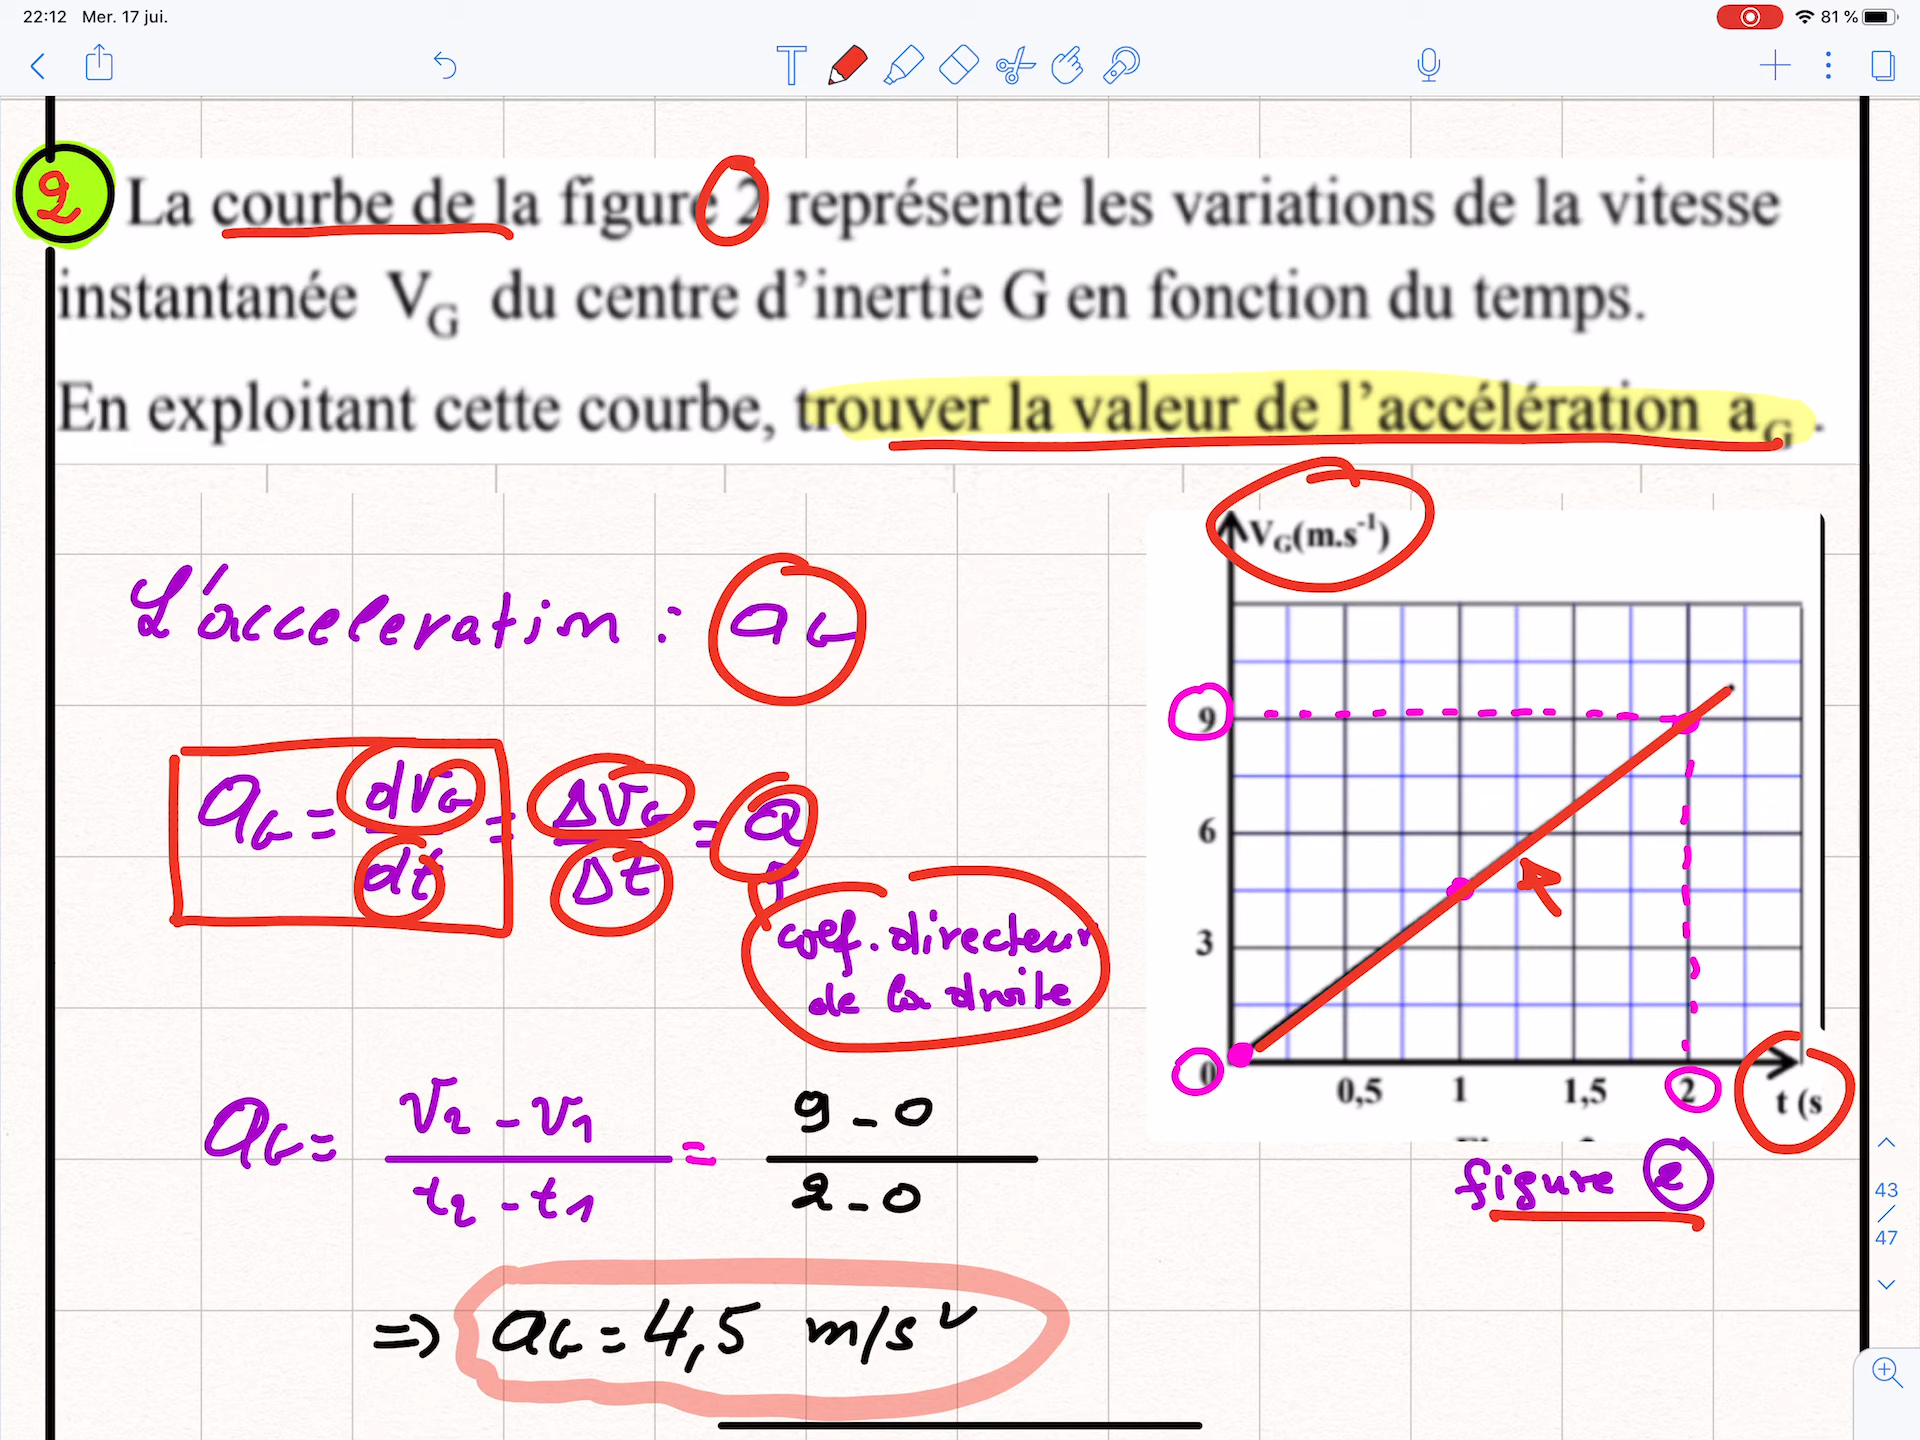 22:12 Mer. 17 jui.
81 %
2
La courbe de la figure 2 représente les variations de la vitesse
instantanée VG du centre d'inertie G en fonction du temps.
En exploitant cette courbe, trouver la valeur de l'accélération aG .
L'acceleration : aG
aG = dVG/dt = ΔVG/Δt = a
coef. directeur
de la droite
aG = V2 - V1 / t2 - t1 = 9 - 0 / 2 - 0
=> aG = 4,5 m/s²
VG(m.s-1)
9
6
3
0
0,5 1 1,5 2 t (s
figure 2
43
/
47